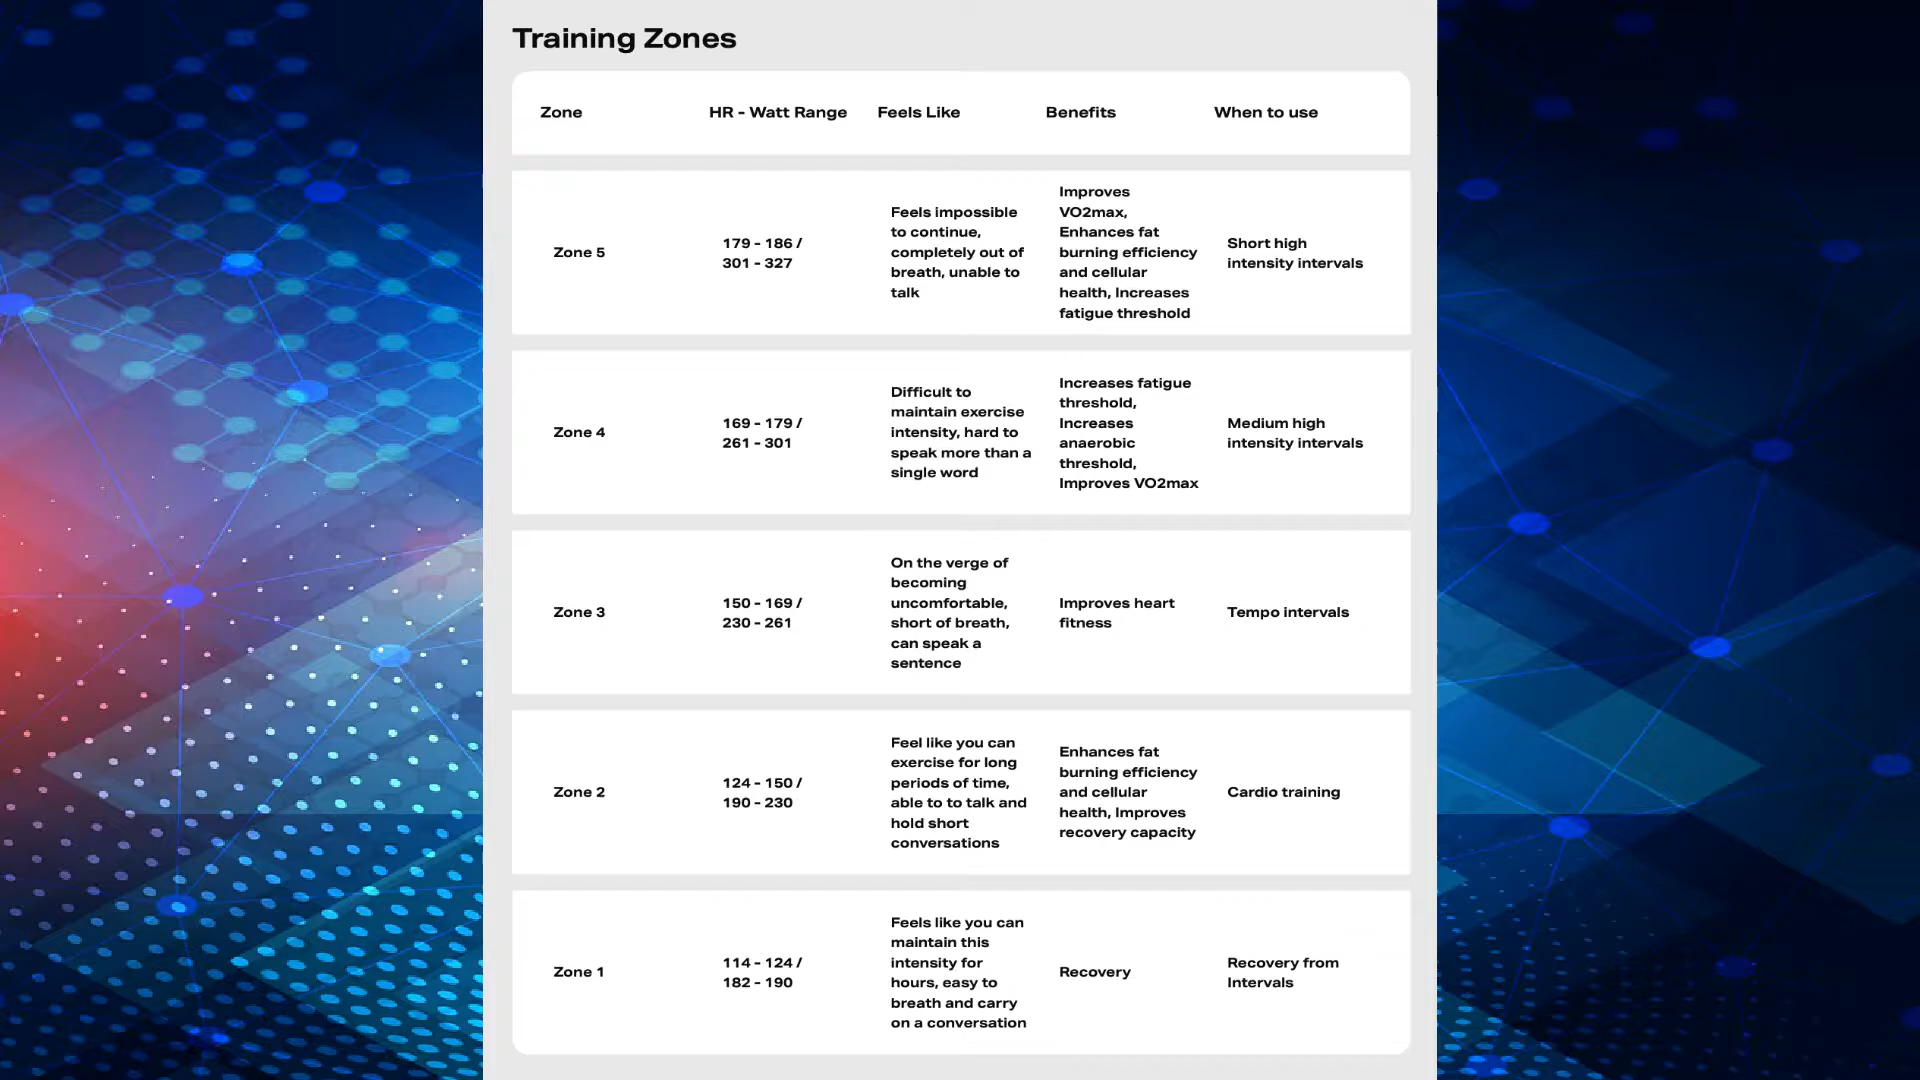 Training Zones
Zone HR - Watt Range Feels Like Benefits When to use
Zone 5
179 - 186 /
301 - 327
Feels impossible
to continue,
completely out of
breath, unable to
talk
Improves
VO2max,
Enhances fat
burning efficiency
and cellular
health, Increases
fatigue threshold
Short high
intensity intervals
Zone 4
169 - 179 /
261 - 301
Difficult to
maintain exercise
intensity, hard to
speak more than a
single word
Increases fatigue
threshold,
Increases
anaerobic
threshold,
Improves VO2max
Medium high
intensity intervals
Zone 3
150 - 169 /
230 - 261
On the verge of
becoming
uncomfortable,
short of breath,
can speak a
sentence
Improves heart
fitness
Tempo intervals
Zone 2
124 - 150 /
190 - 230
Feel like you can
exercise for long
periods of time,
able to to talk and
hold short
conversations
Enhances fat
burning efficiency
and cellular
health, Improves
recovery capacity
Cardio training
Zone 1
114 - 124 /
182 - 190
Feels like you can
maintain this
intensity for
hours, easy to
breath and carry
on a conversation
Recovery
Recovery from
Intervals